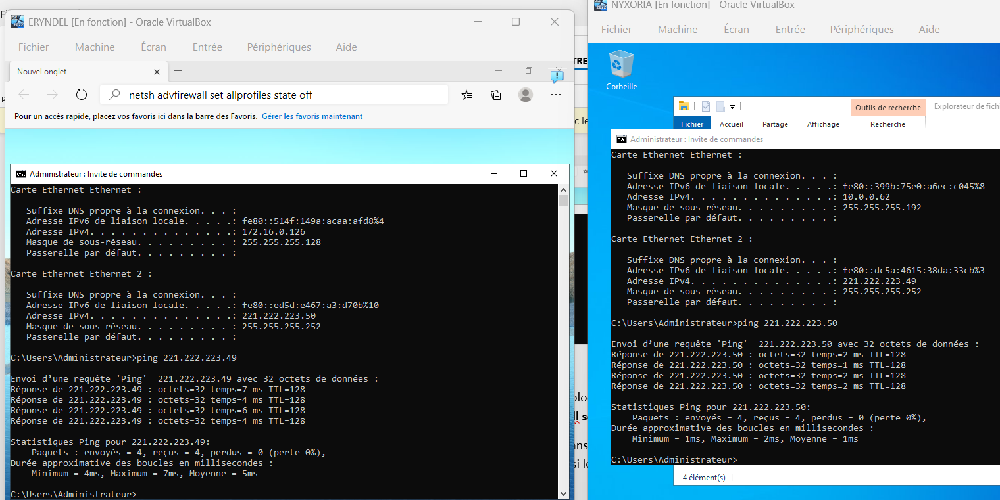 ERYNDEL [En fonction] - Oracle VirtualBox
Fichier Machine Écran Entrée Périphériques Aide
Nouvel onglet
netsh advfirewall set allprofiles state off
Pour un accès rapide, placez vos favoris ici dans la barre des Favoris. Gérer les favoris maintenant
Administrateur : Invite de commandes
Carte Ethernet Ethernet :
Suffixe DNS propre à la connexion. . . :
Adresse IPv6 de liaison locale. . . . .: fe80::514f:149a:acaa:afd8%4
Adresse IPv4. . . . . . . . . . . . . .: 172.16.0.126
Masque de sous-réseau. . . . . . . . . : 255.255.255.128
Passerelle par défaut. . . . . . . . . :
Carte Ethernet Ethernet 2 :
Suffixe DNS propre à la connexion. . . :
Adresse IPv6 de liaison locale. . . . .: fe80::ed5d:e467:a3:d70b%10
Adresse IPv4. . . . . . . . . . . . . .: 221.222.223.50
Masque de sous-réseau. . . . . . . . . : 255.255.255.252
Passerelle par défaut. . . . . . . . . :
C:\Users\Administrateur>ping 221.222.223.49
Envoi d’une requête 'Ping'  221.222.223.49 avec 32 octets de données :
Réponse de 221.222.223.49 : octets=32 temps=7 ms TTL=128
Réponse de 221.222.223.49 : octets=32 temps=4 ms TTL=128
Réponse de 221.222.223.49 : octets=32 temps=6 ms TTL=128
Réponse de 221.222.223.49 : octets=32 temps=4 ms TTL=128
Statistiques Ping pour 221.222.223.49:
Paquets : envoyés = 4, reçus = 4, perdus = 0 (perte 0%),
Durée approximative des boucles en millisecondes :
Minimum = 4ms, Maximum = 7ms, Moyenne = 5ms
C:\Users\Administrateur>
NYXORIA [En fonction] - Oracle VirtualBox
Fichier Machine Écran Entrée Périphériques Aide
Corbeille
Outils de recherche Explorateur de fich
Fichier Accueil Partage Affichage Recherche
Administrateur : Invite de commandes
Carte Ethernet Ethernet :
Suffixe DNS propre à la connexion. . . :
Adresse IPv6 de liaison locale. . . . .: fe80::399b:75e0:a6ec:c045%8
Adresse IPv4. . . . . . . . . . . . . .: 10.0.0.62
Masque de sous-réseau. . . . . . . . . : 255.255.255.192
Passerelle par défaut. . . . . . . . . :
Carte Ethernet Ethernet 2 :
Suffixe DNS propre à la connexion. . . :
Adresse IPv6 de liaison locale. . . . .: fe80::dc5a:4615:38da:33cb%3
Adresse IPv4. . . . . . . . . . . . . .: 221.222.223.49
Masque de sous-réseau. . . . . . . . . : 255.255.255.252
Passerelle par défaut. . . . . . . . . :
C:\Users\Administrateur>ping 221.222.223.50
Envoi d’une requête 'Ping'  221.222.223.50 avec 32 octets de données :
Réponse de 221.222.223.50 : octets=32 temps=2 ms TTL=128
Réponse de 221.222.223.50 : octets=32 temps=1 ms TTL=128
Réponse de 221.222.223.50 : octets=32 temps=2 ms TTL=128
Réponse de 221.222.223.50 : octets=32 temps=2 ms TTL=128
Statistiques Ping pour 221.222.223.50:
Paquets : envoyés = 4, reçus = 4, perdus = 0 (perte 0%),
Durée approximative des boucles en millisecondes :
Minimum = 1ms, Maximum = 2ms, Moyenne = 1ms
C:\Users\Administrateur>
4 élément(s)